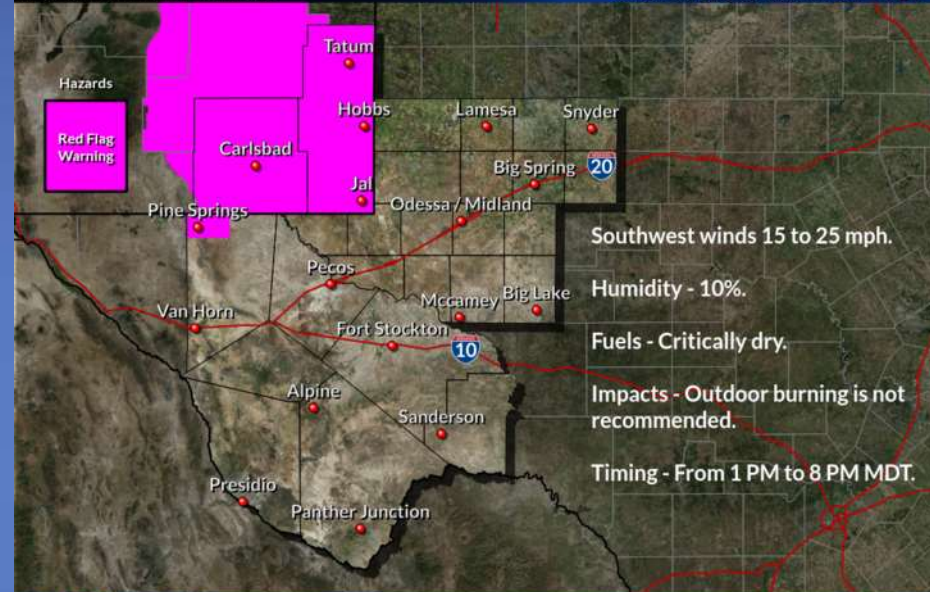 Tatum
Hazards
Hobbs
Lamesa
Snyder
Red Flag
Warning
Carlsbad
Big Spring
20
Jal
Odessa / Midland
Pine Springs
Southwest winds 15 to 25 mph.
Pecos
Humidity - 10%.
Van Horn
Mccamey
Big Lake
Fort Stockton
10
Fuels - Critically dry.
Alpine
Impacts - Outdoor burning is not
recommended.
Sanderson
Presidio
Timing - From 1 PM to 8 PM MDT.
Panther Junction